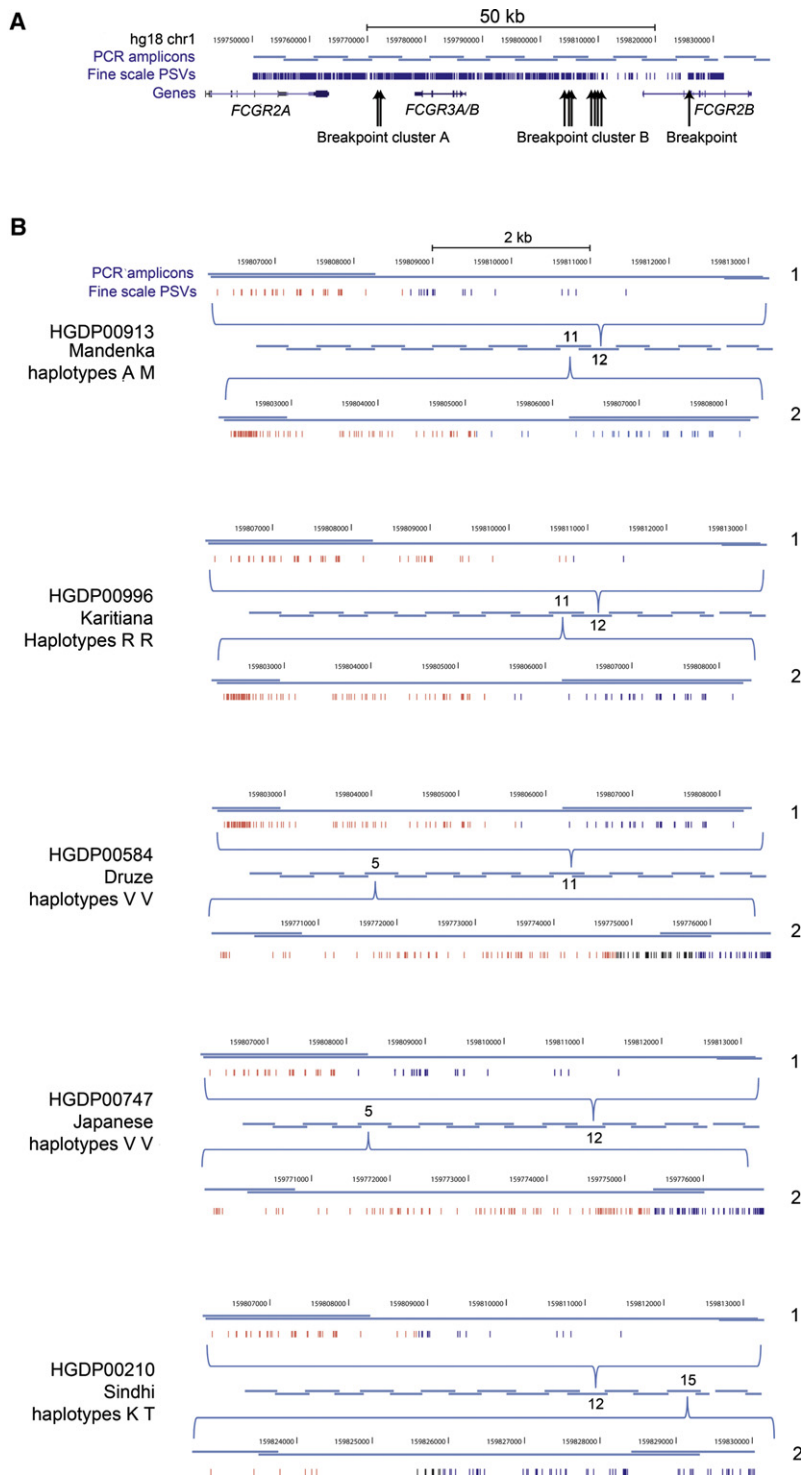 A
50 kb
hg18 chr1 159750000 159760000 159770000 159780000 159790000 159800000 159810000 159820000 159830000
PCR amplicons
Fine scale PSVs
Genes
FCGR2A FCGR3A/B FCGR2B
Breakpoint cluster A Breakpoint cluster B Breakpoint
B
2 kb
159807000 159808000 159809000 159810000 159811000 159812000 159813000
PCR amplicons 1
Fine scale PSVs
HGDP00913
Mandenka
haplotypes A M
11
12
159803000 159804000 159805000 159806000 159807000 159808000
2
159807000 159808000 159809000 159810000 159811000 159812000 159813000
1
HGDP00996
Karitiana
Haplotypes R R
11
12
159803000 159804000 159805000 159806000 159807000 159808000
2
159803000 159804000 159805000 159806000 159807000 159808000
1
HGDP00584
Druze
haplotypes V V
5
11
159771000 159772000 159773000 159774000 159775000 159776000
2
159807000 159808000 159809000 159810000 159811000 159812000 159813000
1
HGDP00747
Japanese
haplotypes V V
5
12
159771000 159772000 159773000 159774000 159775000 159776000
2
159807000 159808000 159809000 159810000 159811000 159812000 159813000
1
HGDP00210
Sindhi
haplotypes K T
15
12
159824000 159825000 159826000 159827000 159828000 159829000 159830000
2